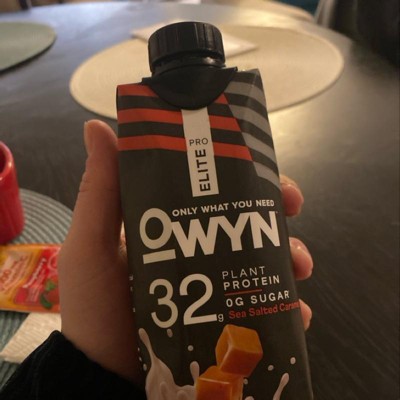 PRO
ELITE
ONLY WHAT YOU NEED
OWYN
32g
PLANT
PROTEIN
0G SUGAR
Sea Salted Caramel